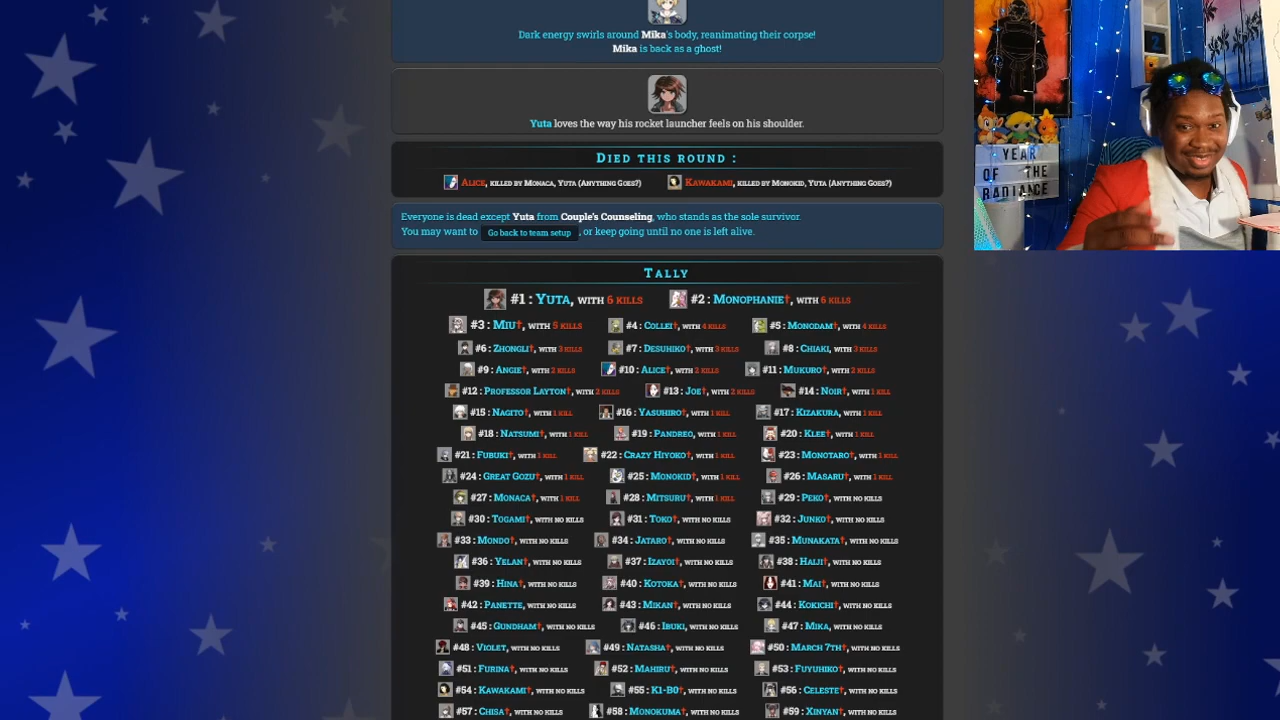 Dark energy swirls around Mika's body, reanimating their corpse!
Mika is back as a ghost!
Yuta loves the way his rocket launcher feels on his shoulder.
Died this round :
Alice, killed by Monaca, Yuta (Anything Goes?) Kawakami, killed by Monokid, Yuta (Anything Goes?)
Everyone is dead except Yuta from Couple's Counseling, who stands as the sole survivor.
You may want to Go back to team setup, or keep going until no one is left alive.
Tally
#1 : Yuta, with 6 kills #2 : Monophanie†, with 6 kills
#3 : Miu†, with 5 kills #4 : Collei†, with 4 kills #5 : Monodam†, with 4 kills
#6 : Zhongli†, with 3 kills #7 : Desuhiko†, with 3 kills #8 : Chiaki, with 3 kills
#9 : Angie†, with 2 kills #10 : Alice†, with 2 kills #11 : Mukuro†, with 2 kills
#12 : Professor Layton†, with 2 kills #13 : Joe†, with 2 kills #14 : Noir†, with 1 kill
#15 : Nagito†, with 1 kill #16 : Yasuhiro†, with 1 kill #17 : Kizakura, with 1 kill
#18 : Natsumi†, with 1 kill #19 : Pandreo, with 1 kill #20 : Klee†, with 1 kill
#21 : Fubuki†, with 1 kill #22 : Crazy Hiyoko†, with 1 kill #23 : Monotaro†, with 1 kill
#24 : Great Gozu†, with 1 kill #25 : Monokid†, with 1 kill #26 : Masaru†, with 1 kill
#27 : Monaca†, with 1 kill #28 : Mitsuru†, with 1 kill #29 : Peko†, with no kills
#30 : Togami†, with no kills #31 : Toko†, with no kills #32 : Junko†, with no kills
#33 : Mondo†, with no kills #34 : Jataro†, with no kills #35 : Munakata†, with no kills
#36 : Yelan†, with no kills #37 : Izayoi†, with no kills #38 : Haiji†, with no kills
#39 : Hina†, with no kills #40 : Kotoka†, with no kills #41 : Mai†, with no kills
#42 : Panette, with no kills #43 : Mikan†, with no kills #44 : Kokichi†, with no kills
#45 : Gundham†, with no kills #46 : Ibuki, with no kills #47 : Mika, with no kills
#48 : Violet, with no kills #49 : Natasha†, with no kills #50 : March 7th†, with no kills
#51 : Furina†, with no kills #52 : Mahiru†, with no kills #53 : Fuyuhiko†, with no kills
#54 : Kawakami†, with no kills #55 : K1-B0†, with no kills #56 : Celeste†, with no kills
#57 : Chisa†, with no kills #58 : Monokuma†, with no kills #59 : Xinyan†, with no kills
YEAR
OF THE
RADIANCE
2